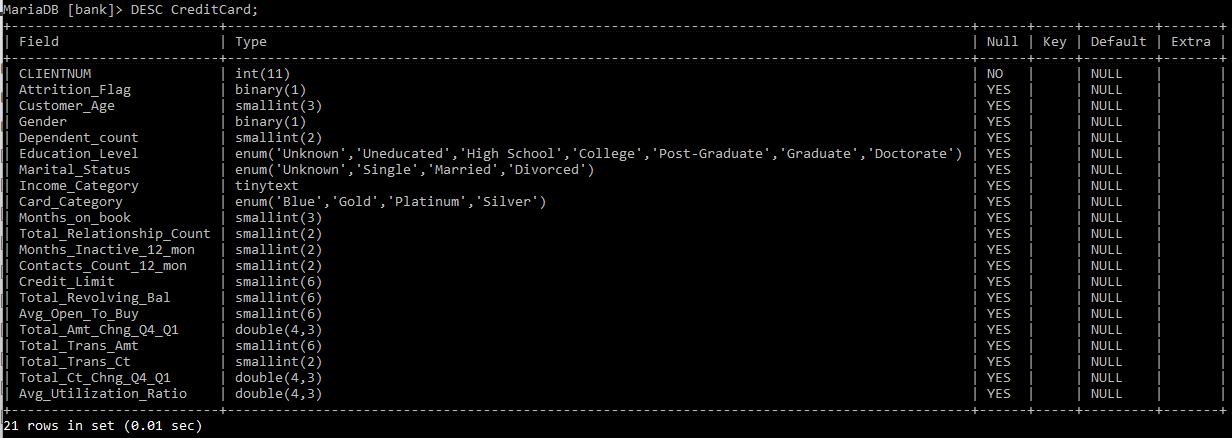 MariaDB [bank]> DESC CreditCard;
+--------------------------+--------------------------------------------------------------------------------------------+------+-----+---------+-------+
| Field | Type | Null | Key | Default | Extra |
+--------------------------+--------------------------------------------------------------------------------------------+------+-----+---------+-------+
| CLIENTNUM | int(11) | NO | | NULL | |
| Attrition_Flag | binary(1) | YES | | NULL | |
| Customer_Age | smallint(3) | YES | | NULL | |
| Gender | binary(1) | YES | | NULL | |
| Dependent_count | smallint(2) | YES | | NULL | |
| Education_Level | enum('Unknown','Uneducated','High School','College','Post-Graduate','Graduate','Doctorate') | YES | | NULL | |
| Marital_Status | enum('Unknown','Single','Married','Divorced') | YES | | NULL | |
| Income_Category | tinytext | YES | | NULL | |
| Card_Category | enum('Blue','Gold','Platinum','Silver') | YES | | NULL | |
| Months_on_book | smallint(3) | YES | | NULL | |
| Total_Relationship_Count | smallint(2) | YES | | NULL | |
| Months_Inactive_12_mon | smallint(2) | YES | | NULL | |
| Contacts_Count_12_mon | smallint(2) | YES | | NULL | |
| Credit_Limit | smallint(6) | YES | | NULL | |
| Total_Revolving_Bal | smallint(6) | YES | | NULL | |
| Avg_Open_To_Buy | smallint(6) | YES | | NULL | |
| Total_Amt_Chng_Q4_Q1 | double(4,3) | YES | | NULL | |
| Total_Trans_Amt | smallint(6) | YES | | NULL | |
| Total_Trans_Ct | smallint(2) | YES | | NULL | |
| Total_Ct_Chng_Q4_Q1 | double(4,3) | YES | | NULL | |
| Avg_Utilization_Ratio | double(4,3) | YES | | NULL | |
+--------------------------+--------------------------------------------------------------------------------------------+------+-----+---------+-------+
21 rows in set (0.01 sec)